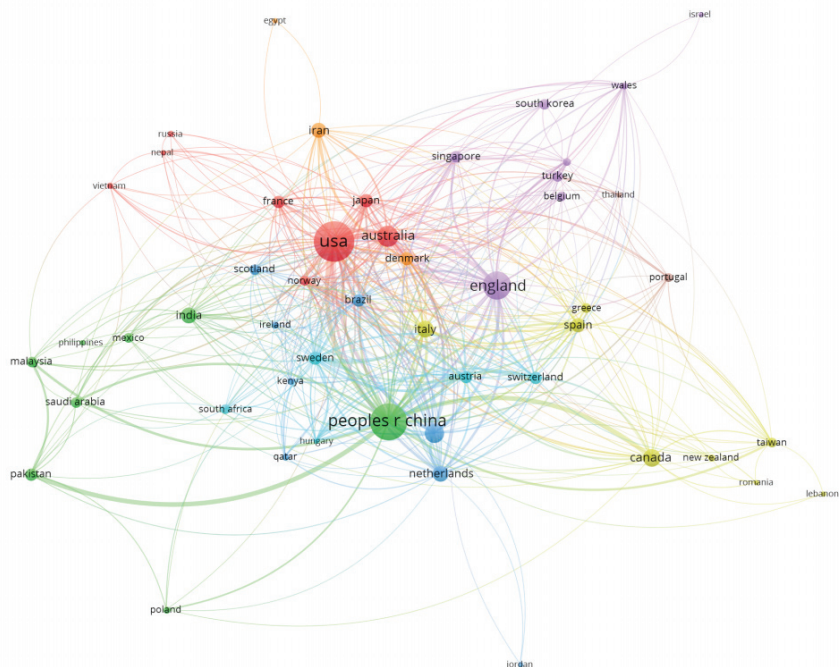 israel
egypt
wales
south korea
iran
russia
nepal
singapore
turkey
vietnam
thailand
belgium
france
japan
australia
usa
denmark
scotland
portugal
norway
england
brazil
greece
india
ireland
spain
italy
mexico
philippines
sweden
malaysia
austria
switzerland
kenya
saudi arabia
south africa
peoples r china
hungary
taiwan
qatar
canada
new zealand
pakistan
netherlands
romania
lebanon
poland
jordan